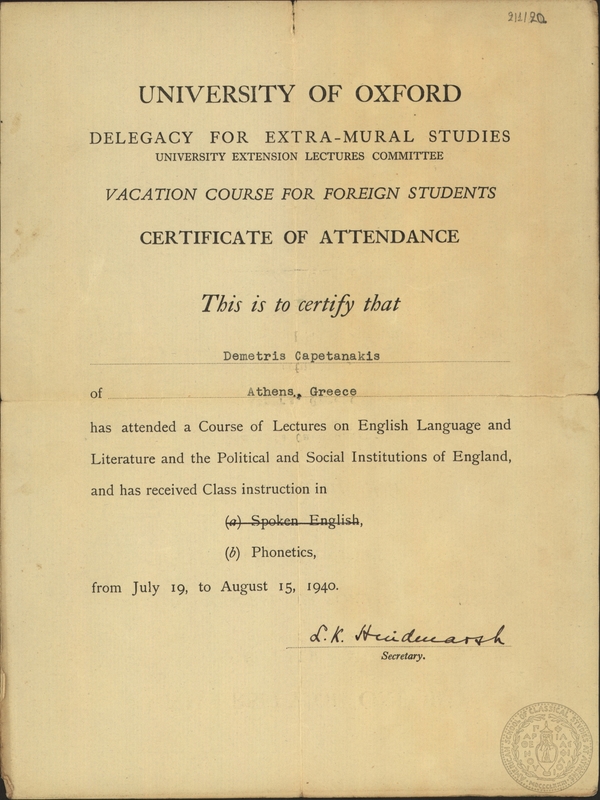 UNIVERSITY OF OXFORD
DELEGACY FOR EXTRA-MURAL STUDIES
UNIVERSITY EXTENSION LECTURES COMMITTEE
VACATION COURSE FOR FOREIGN STUDENTS
CERTIFICATE OF ATTENDANCE
This is to certify that
Demetris Capetanakis
of Athens, Greece
has attended a Course of Lectures on English Language and
Literature and the Political and Social Institutions of England,
and has received Class instruction in
(a) Spoken English,
(b) Phonetics,
from July 19, to August 15, 1940.
L. K. Hindmarsh
Secretary.